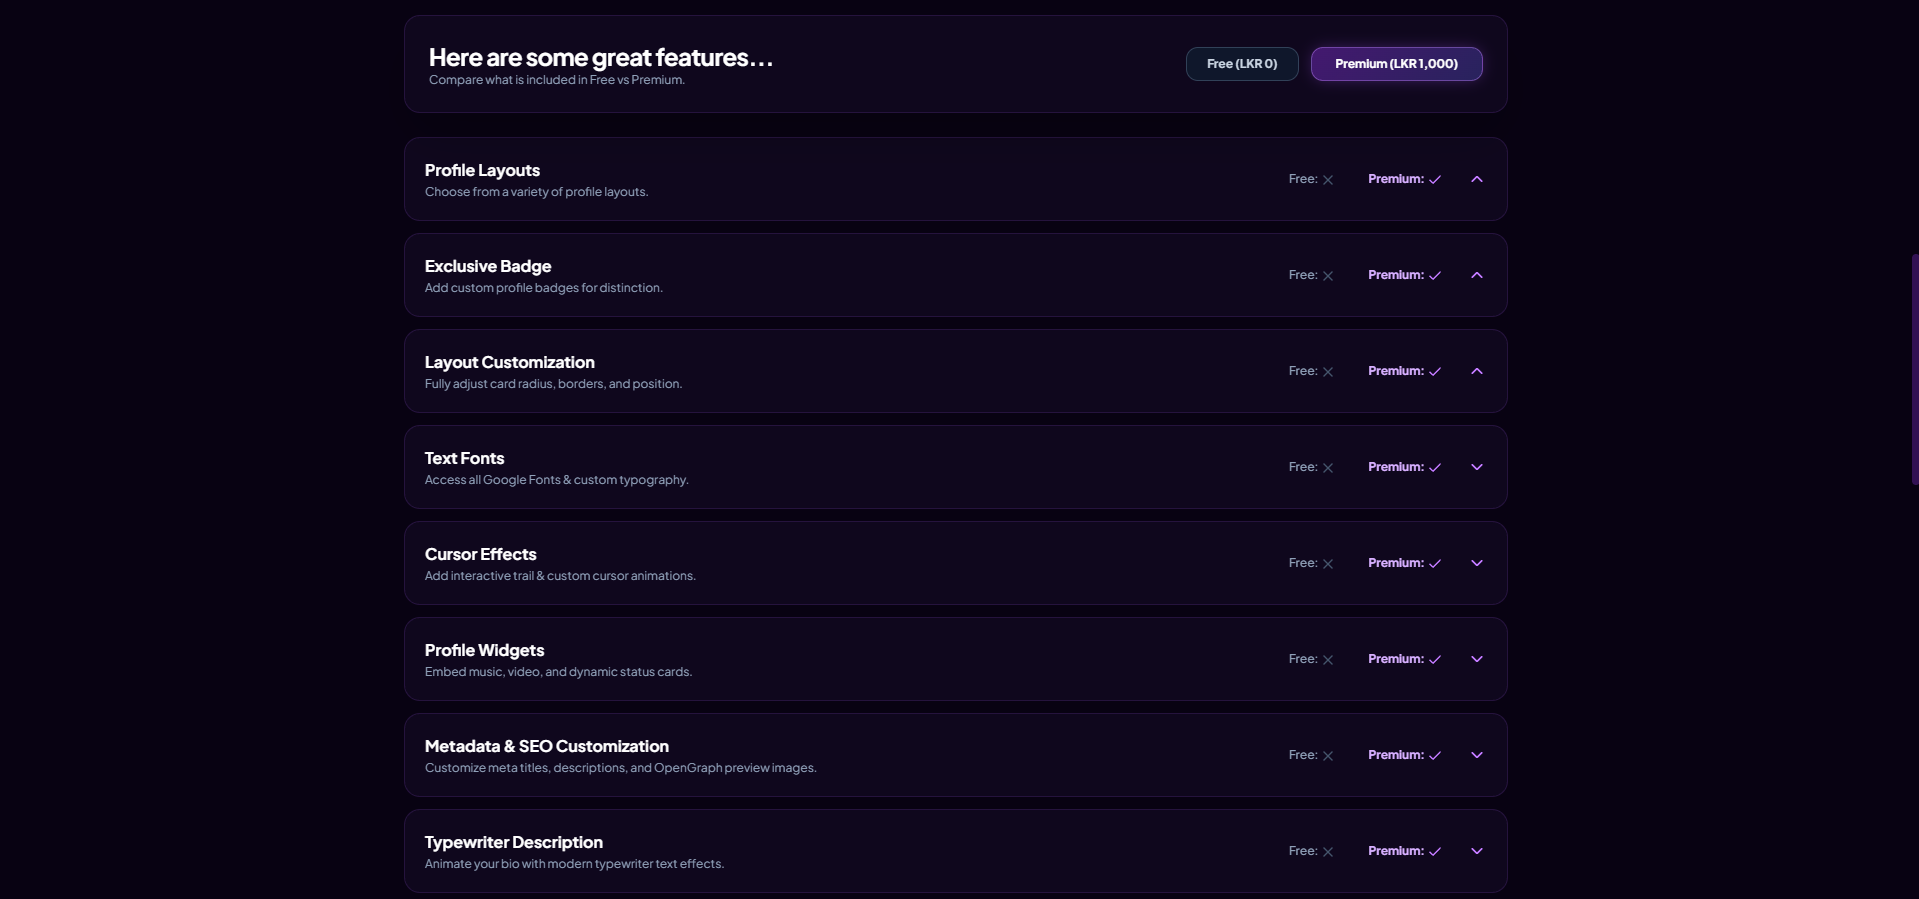 Here are some great features...
Compare what is included in Free vs Premium.
Free (LKR 0)
Premium (LKR 1,000)
Profile Layouts
Choose from a variety of profile layouts.
Free:
Premium:
Exclusive Badge
Add custom profile badges for distinction.
Free:
Premium:
Layout Customization
Fully adjust card radius, borders, and position.
Free:
Premium:
Text Fonts
Access all Google Fonts & custom typography.
Free:
Premium:
Cursor Effects
Add interactive trail & custom cursor animations.
Free:
Premium:
Profile Widgets
Embed music, video, and dynamic status cards.
Free:
Premium:
Metadata & SEO Customization
Customize meta titles, descriptions, and OpenGraph preview images.
Free:
Premium:
Typewriter Description
Animate your bio with modern typewriter text effects.
Free:
Premium: